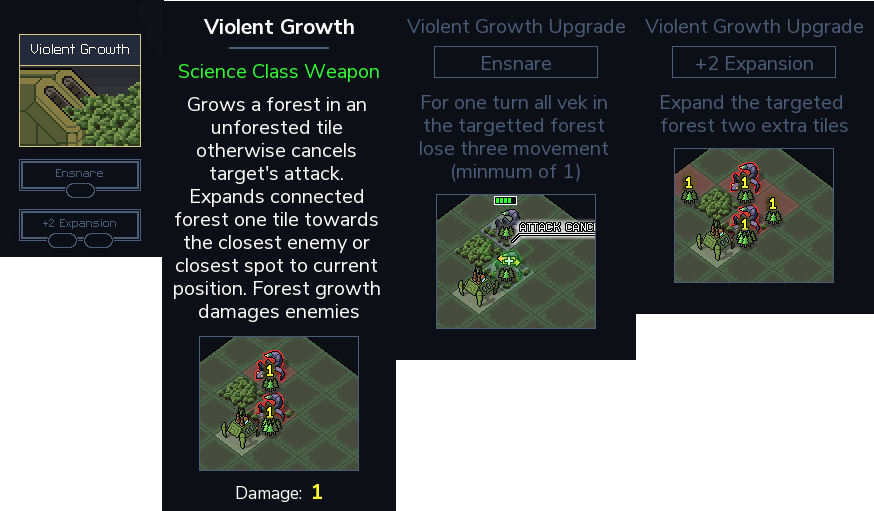 Violent Growth
Ensnare
+2 Expansion
Violent Growth
Science Class Weapon
Grows a forest in an
unforested tile
otherwise cancels
target's attack.
Expands connected
forest one tile towards
the closest enemy or
closest spot to current
position. Forest growth
damages enemies
1
1
Damage: 1
Violent Growth Upgrade
Ensnare
For one turn all vek in
the targetted forest
lose three movement
(minmum of 1)
ATTACK CANC
Violent Growth Upgrade
+2 Expansion
Expand the targeted
forest two extra tiles
1
1
1
1